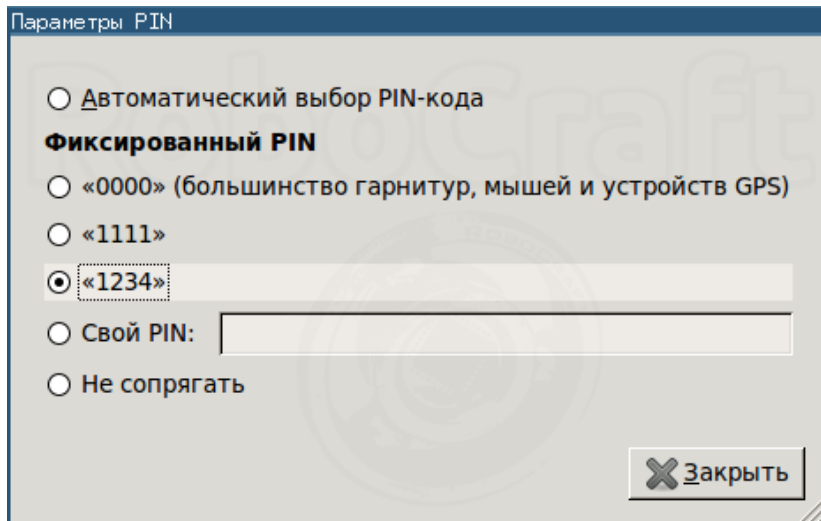 Параметры PIN
RoboCraft
Автоматический выбор PIN-кода
Фиксированный PIN
«0000» (большинство гарнитур, мышей и устройств GPS)
«1111»
«1234»
Свой PIN:
Не сопрягать
Закрыть